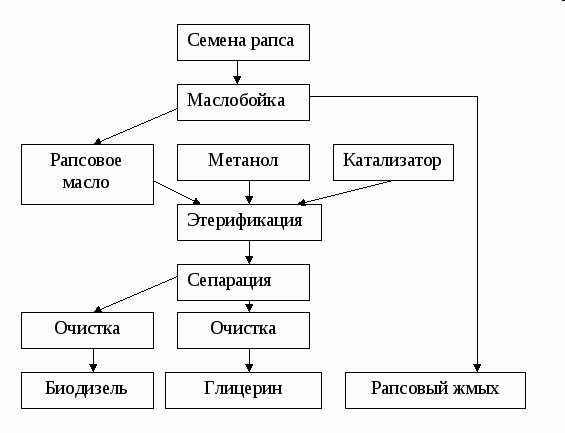 Семена рапса
Маслобойка
Рапсовое
масло
Метанол
Катализатор
Этерификация
Сепарация
Очистка
Очистка
Биодизель
Глицерин
Рапсовый жмых